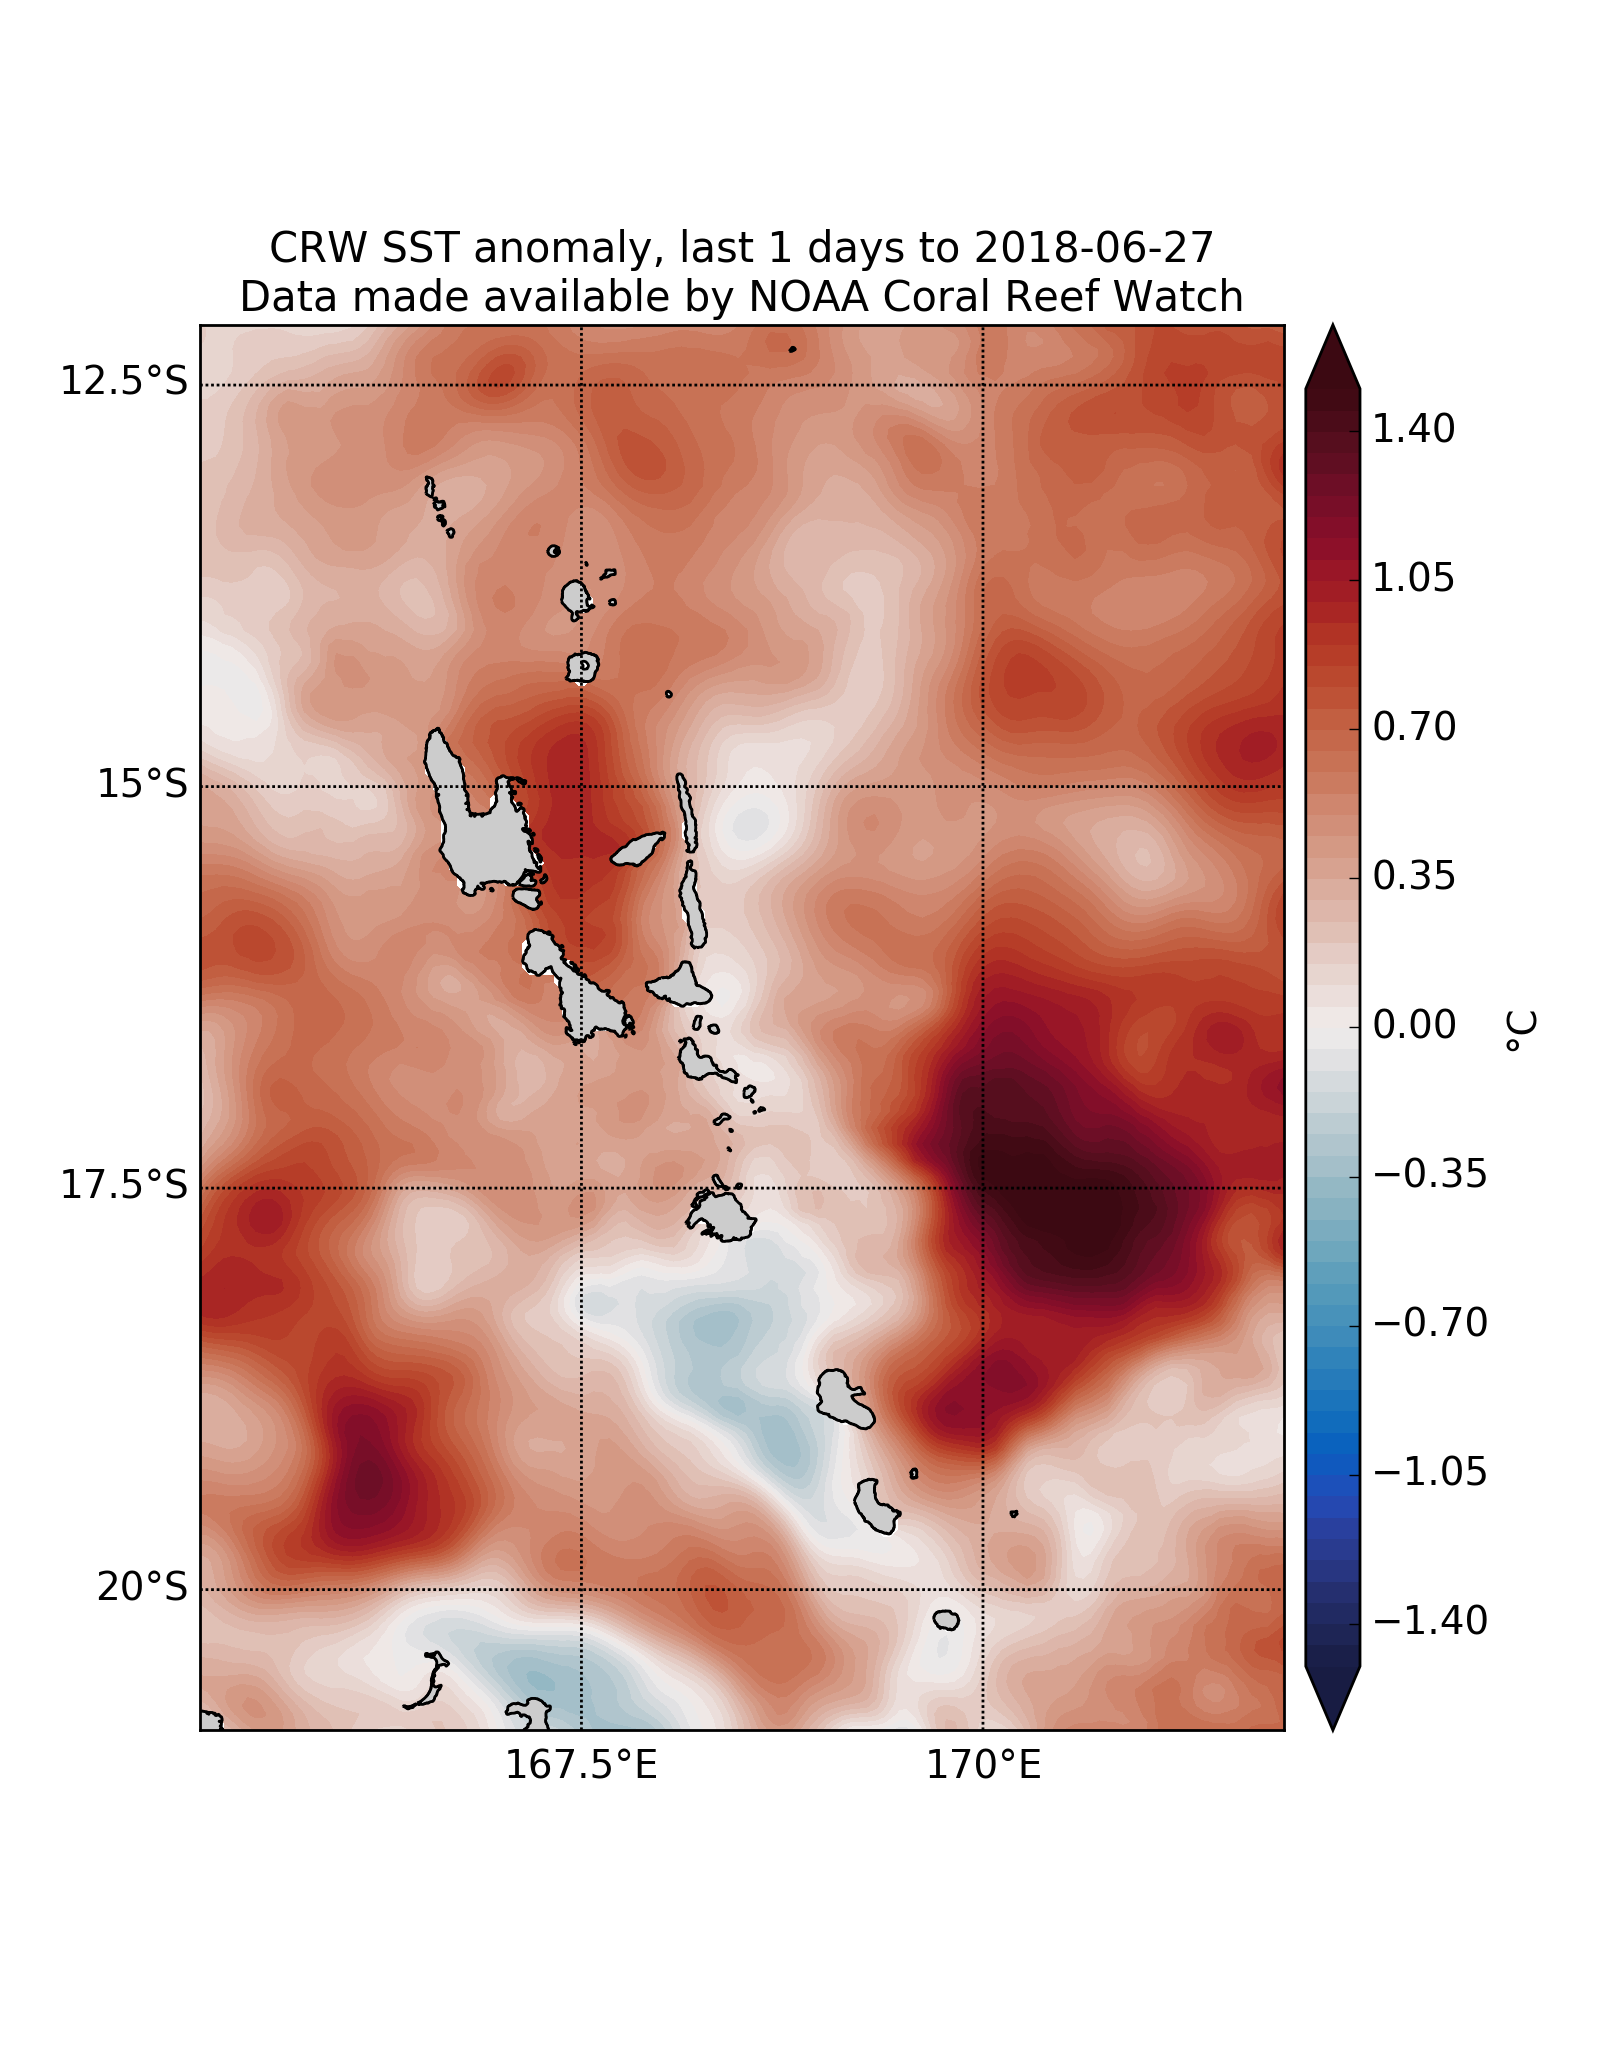 CRW SST anomaly, last 1 days to 2018-06-27
Data made available by NOAA Coral Reef Watch
12.5°S
15°S
17.5°S
20°S
167.5°E
170°E
1.40
1.05
0.70
0.35
0.00
−0.35
−0.70
−1.05
−1.40
°C